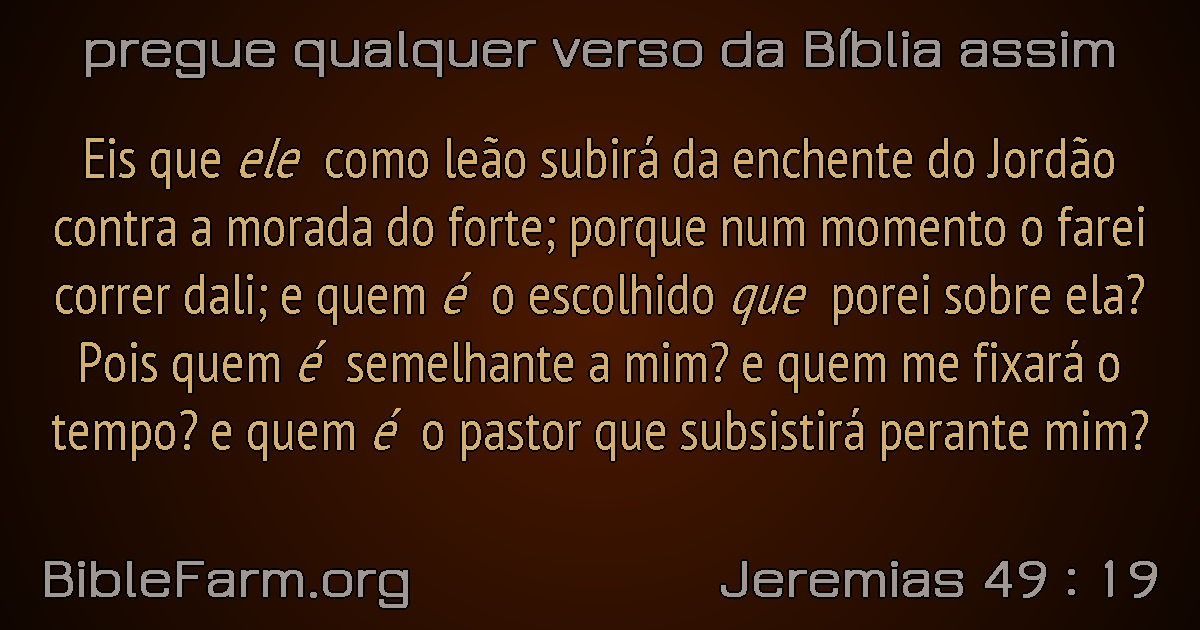 pregue qualquer verso da Bíblia assim
Eis que ele como leão subirá da enchente do Jordão
contra a morada do forte; porque num momento o farei
correr dali; e quem é o escolhido que porei sobre ela?
Pois quem é semelhante a mim? e quem me fixará o
tempo? e quem é o pastor que subsistirá perante mim?
BibleFarm.org
Jeremias 49 : 19